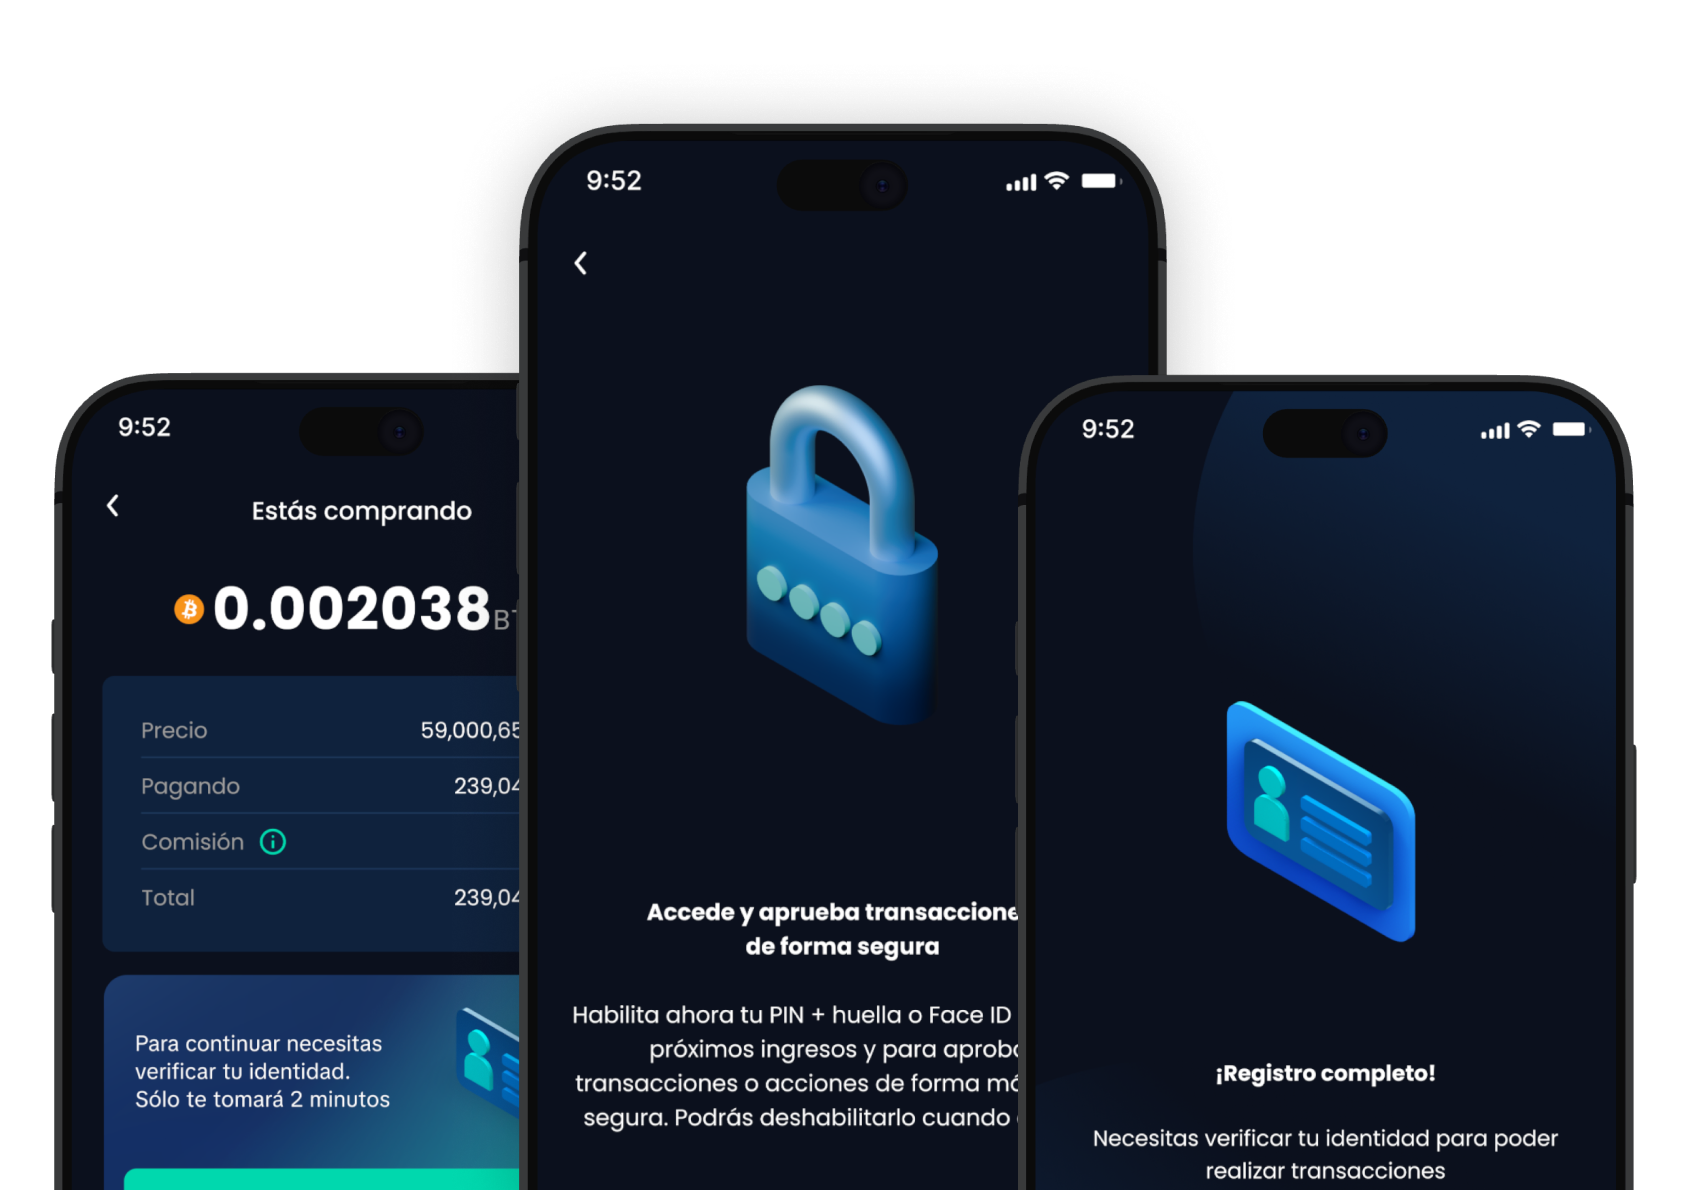 9:52
Estás comprando
0.002038
Precio 59,000,65
Pagando 239,04
Comisión
Total 239,04
Para continuar necesitas
verificar tu identidad.
Sólo te tomará 2 minutos
9:52
Accede y aprueba
de forma segura
Habilita ahora tu PIN + huella o Face ID
próximos ingresos y para
transacciones o acciones de forma
segura. Podrás deshabilitarlo cuando
9:52
¡Registro completo!
Necesitas verificar tu identidad para poder
realizar transacciones